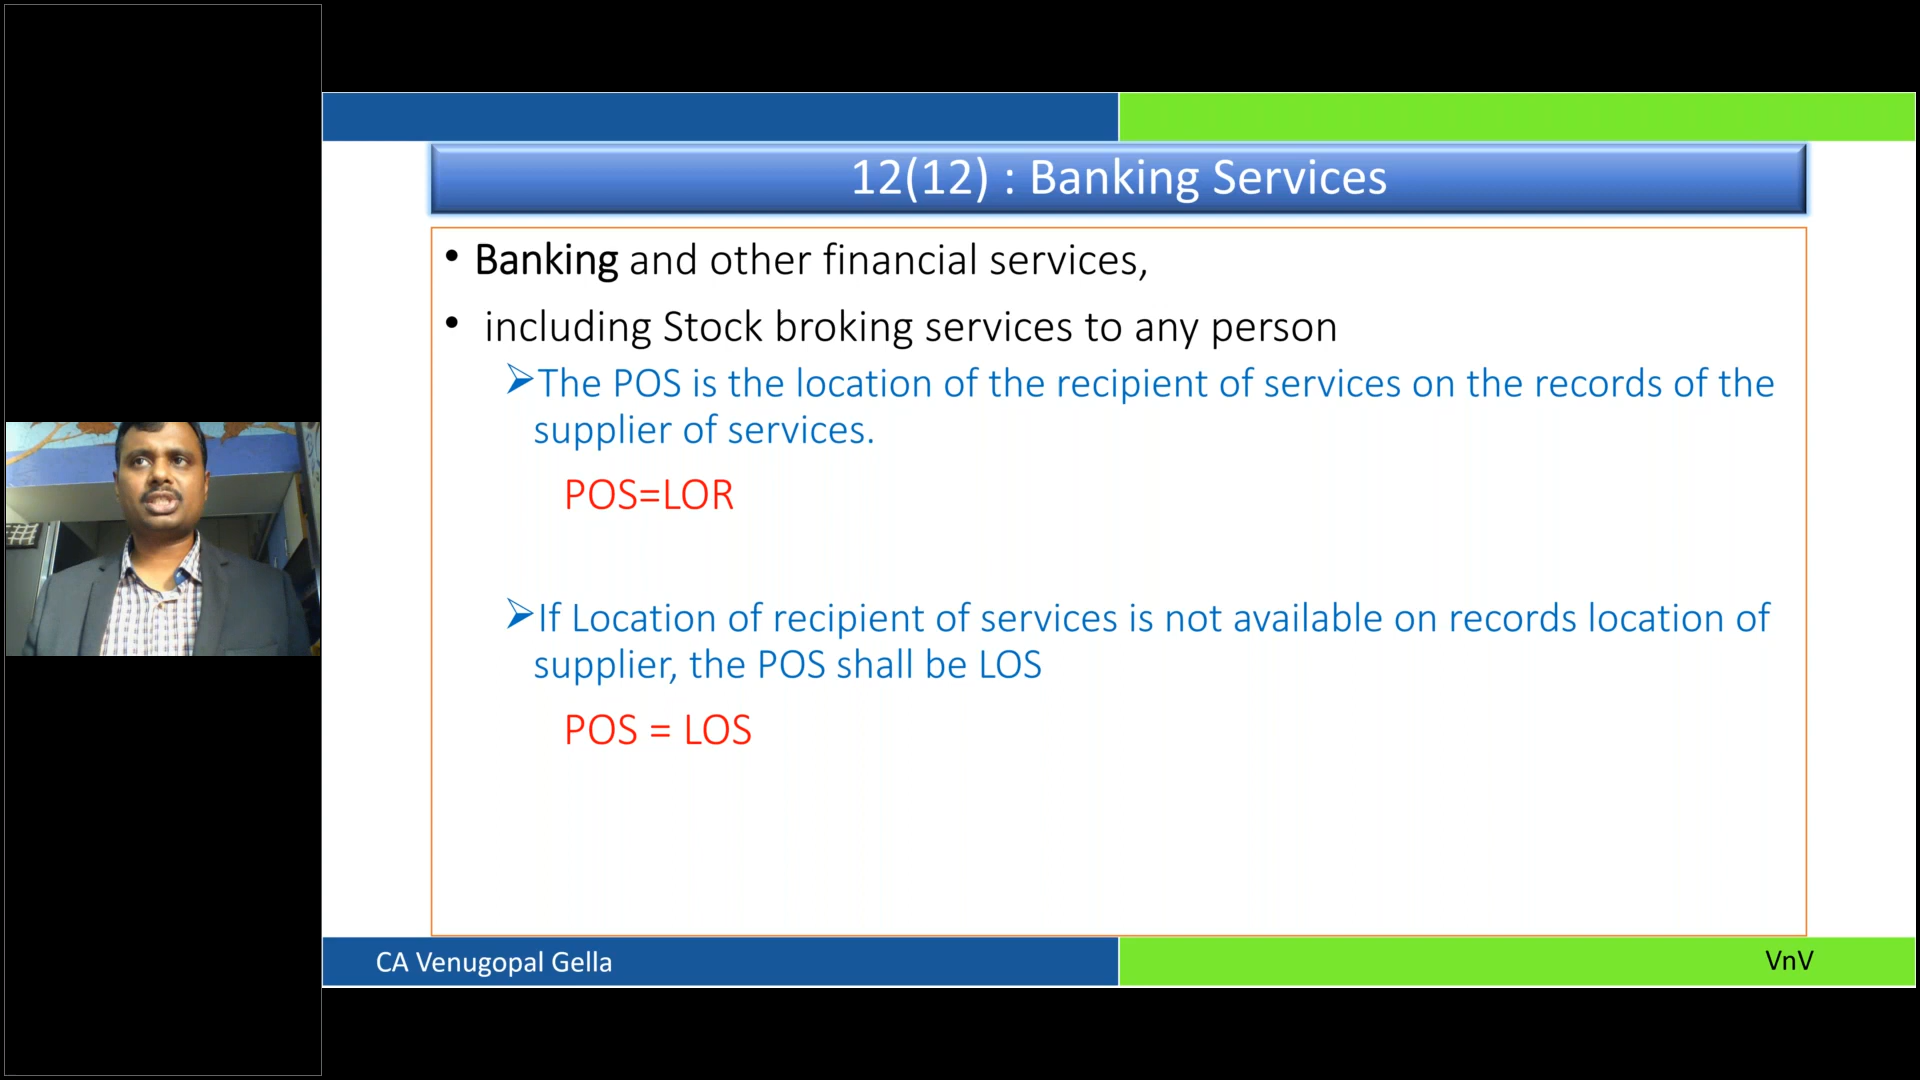 12(12) : Banking Services
• Banking and other financial services,
• including Stock broking services to any person
➢The POS is the location of the recipient of services on the records of the
supplier of services.
POS=LOR
➢If Location of recipient of services is not available on records location of
supplier, the POS shall be LOS
POS = LOS
CA Venugopal Gella
VnV